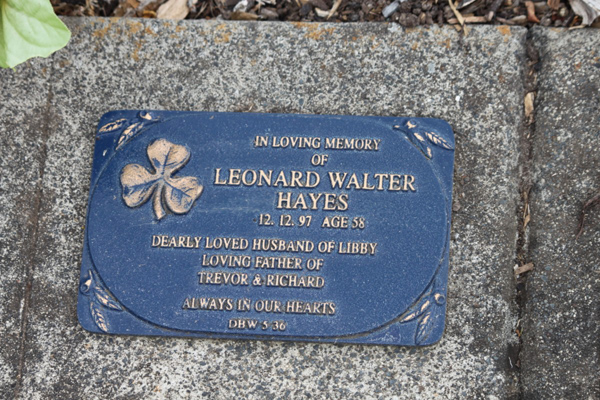 IN LOVING MEMORY
OF
LEONARD WALTER
HAYES
12. 12. 97 AGE 58
DEARLY LOVED HUSBAND OF LIBBY
LOVING FATHER OF
TREVOR & RICHARD
ALWAYS IN OUR HEARTS
DHW 5 36